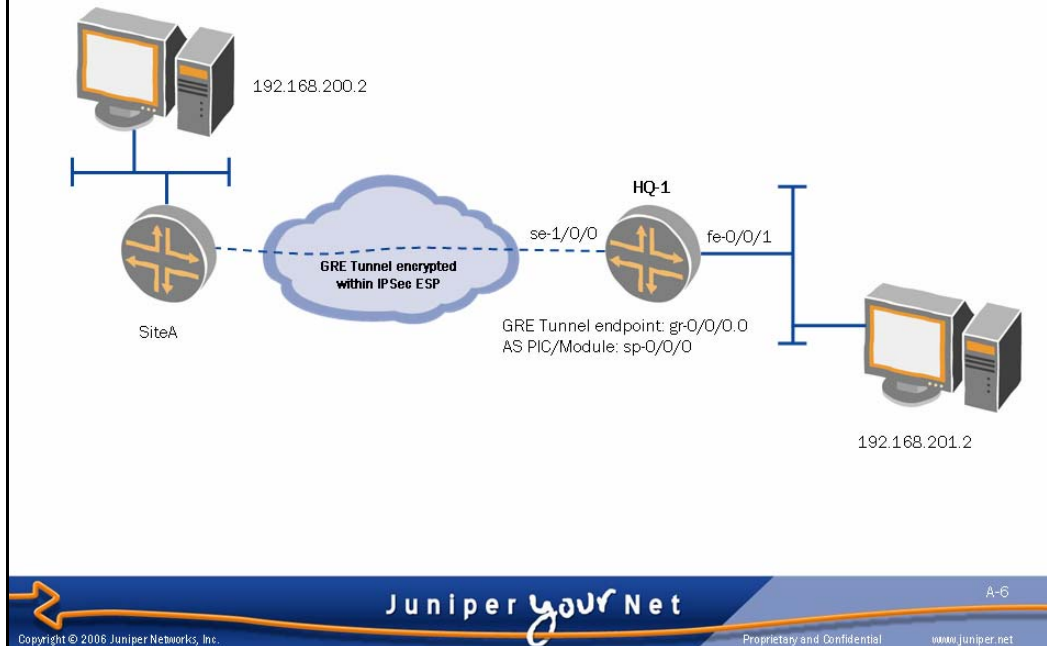 192.168.200.2
HQ-1
se-1/0/0
fe-0/0/1
GRE Tunnel encrypted
within IPSec ESP
SiteA
GRE Tunnel endpoint: gr-0/0/0.0
AS PIC/Module: sp-0/0/0
192.168.201.2
Juniper your Net
A-6
Copyright © 2006 Juniper Networks, Inc.
Proprietary and Confidential
www.juniper.net